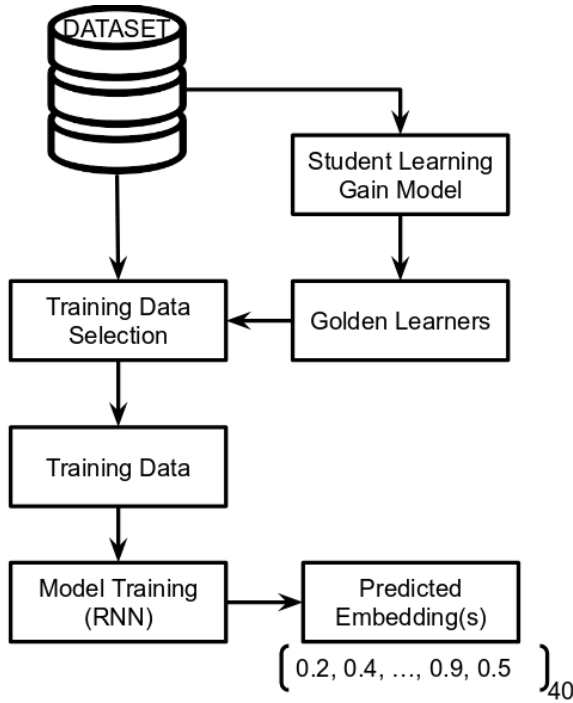 DATASET
Student Learning
Gain Model
Training Data
Selection
Golden Learners
Training Data
Model Training
(RNN)
Predicted
Embedding(s)
{ 0.2, 0.4, …, 0.9, 0.5 }40